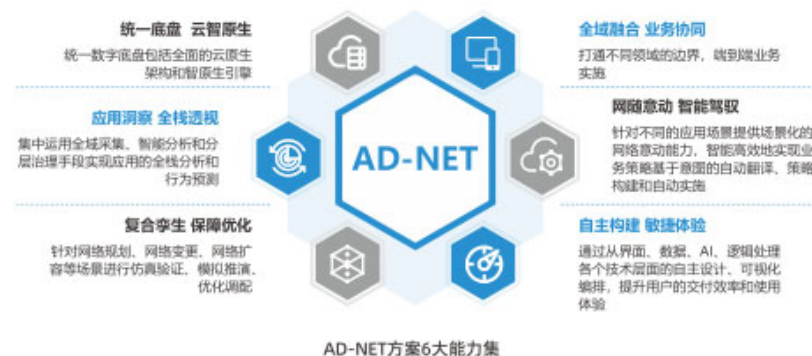 统一底盘 云智原生
统一数字底盘包括全面的云原生
架构和智原生引擎
应用洞察 全栈透视
集中运用全域采集、智能分析和分
层治理手段实现应用的全栈分析和
行为预测
复合孪生 保障优化
针对网络规划、网络变更、网络扩
容等场景进行仿真验证、模拟推演、
优化调配
AD-NET
全域融合 业务协同
打通不同领域的边界，端到端业务
实施
网随意动 智能驾驭
针对不同的应用场景提供场景化的
网络意动能力，智能高效地实现业
务策略基于意图的自动翻译、策略
构建和自动实施
自主构建 敏捷体验
通过从界面、数据、AI、逻辑处理
各个技术层面的自主设计、可视化
编排，提升用户的交付效率和使用
体验
AD-NET方案6大能力集